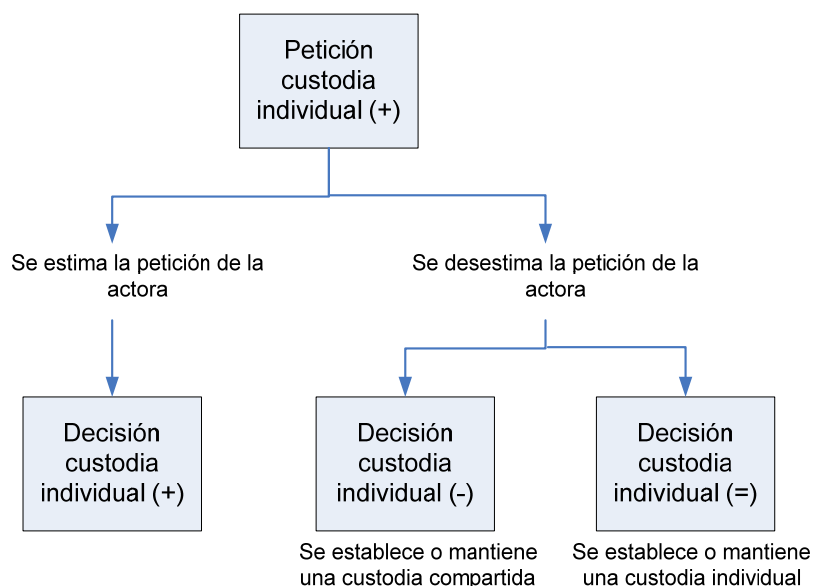 Petición
custodia
individual (+)
Se estima la petición de la
actora
Se desestima la petición de la
actora
Decisión
custodia
individual (+)
Decisión
custodia
individual (-)
Decisión
custodia
individual (=)
Se establece o mantiene
una custodia compartida
Se establece o mantiene
una custodia individual